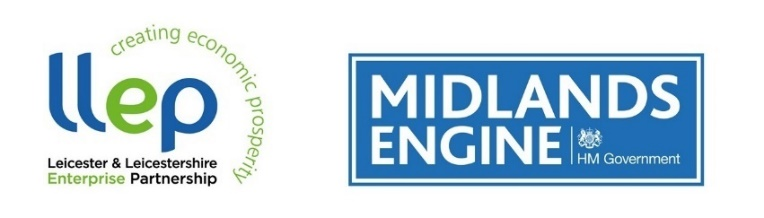 creating economic prosperity
llep
Leicester & Leicestershire
Enterprise Partnership
MIDLANDS
ENGINE
HM Government